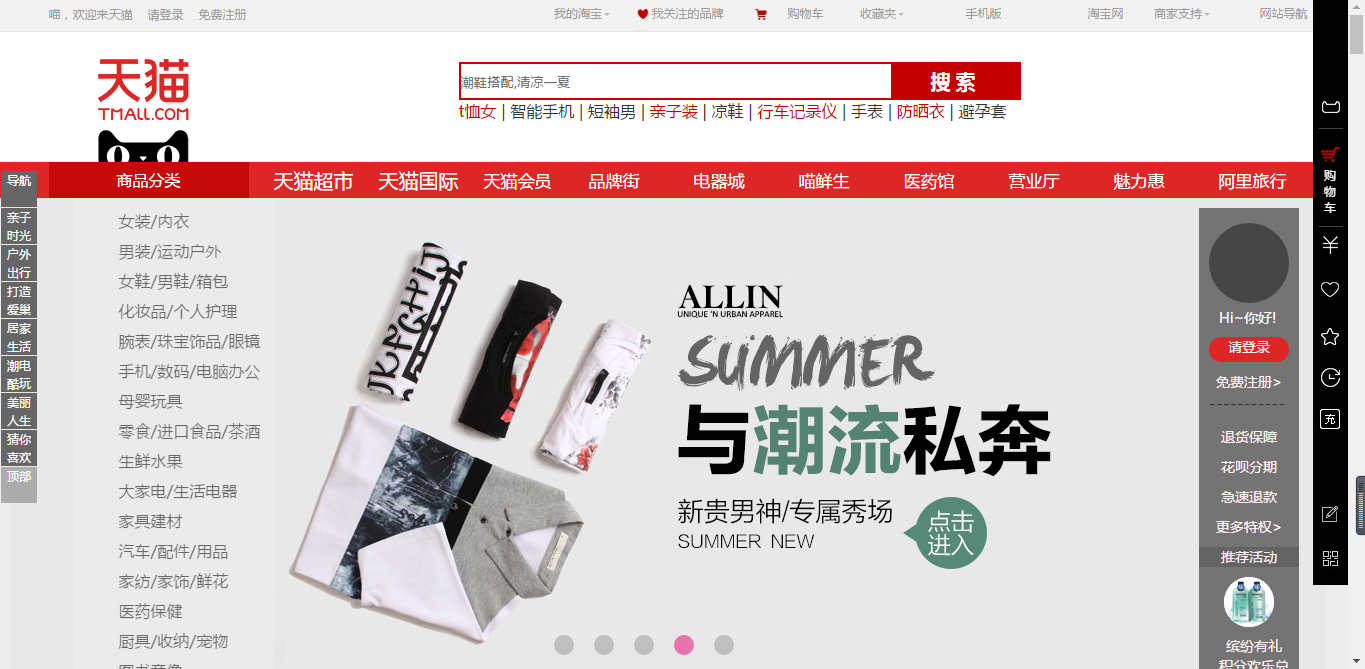 喵，欢迎来天猫 请登录 免费注册 我的淘宝 我关注的品牌 购物车 收藏夹 手机版 淘宝网 商家支持 网站导航
天猫
TMALL.COM
潮鞋搭配,清凉一夏
搜索
t恤女 | 智能手机 | 短袖男 | 亲子装 | 凉鞋 | 行车记录仪 | 手表 | 防晒衣 | 避孕套
商品分类 天猫超市 天猫国际 天猫会员 品牌街 电器城 喵鲜生 医药馆 营业厅 魅力惠 阿里旅行
导航
亲子
时光
户外
出行
打造
爱巢
居家
生活
潮电
酷玩
美丽
人生
猜你
喜欢
顶部
女装/内衣
男装/运动户外
女鞋/男鞋/箱包
化妆品/个人护理
腕表/珠宝饰品/眼镜
手机/数码/电脑办公
母婴玩具
零食/进口食品/茶酒
生鲜水果
大家电/生活电器
家具建材
汽车/配件/用品
家纺/家饰/鲜花
医药保健
厨具/收纳/宠物
图书音像
ALLIN
UNIQUE 'N URBAN APPAREL
SUMMER
与潮流私奔
新贵男神/专属秀场
SUMMER NEW
点击
进入
Hi~你好!
请登录
免费注册>
退货保障
花呗分期
急速退款
更多特权>
推荐活动
缤纷有礼
积分欢乐总
购
物
车
充